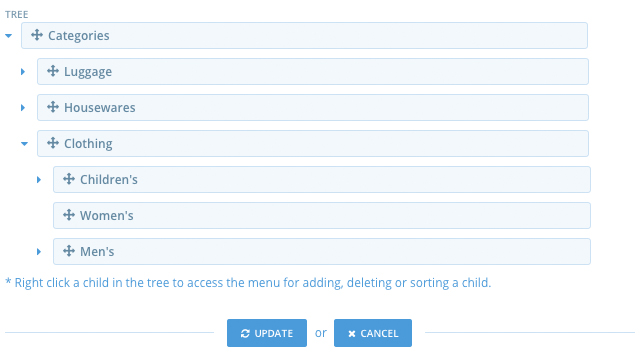 TREE
Categories
Luggage
Housewares
Clothing
Children's
Women's
Men's
* Right click a child in the tree to access the menu for adding, deleting or sorting a child.
UPDATE or CANCEL